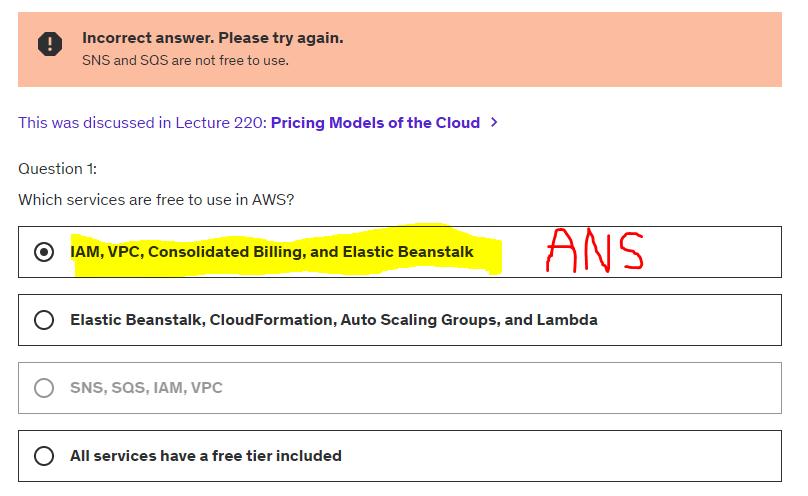 Incorrect answer. Please try again.
SNS and SQS are not free to use.
This was discussed in Lecture 220: Pricing Models of the Cloud >
Question 1:
Which services are free to use in AWS?
IAM, VPC, Consolidated Billing, and Elastic Beanstalk ANS
Elastic Beanstalk, CloudFormation, Auto Scaling Groups, and Lambda
SNS, SQS, IAM, VPC
All services have a free tier included